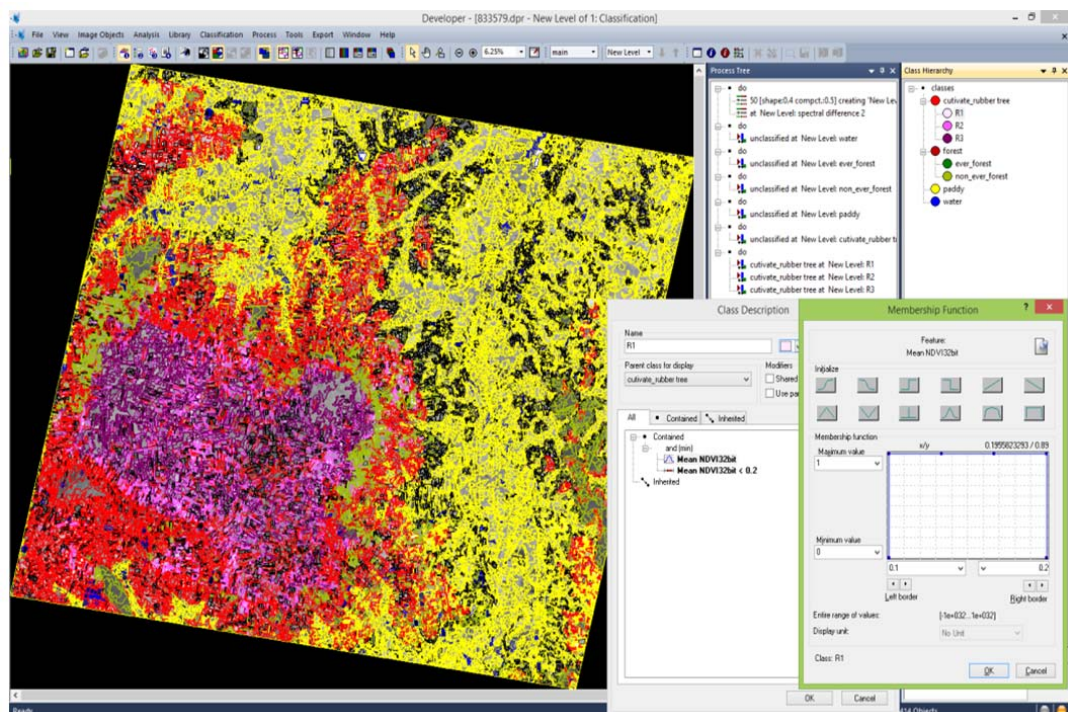 Developer - [833579.dpr - New Level of 1: Classification]
File View Image Objects Analysis Library Classification Process Tools Export Window Help
6.25% main New Level
Process Tree
do
50 [shape:0.4 compct.:0.5] creating 'New Lev
at New Level: spectral difference 2
do
unclassified at New Level: water
do
unclassified at New Level: ever_forest
do
unclassified at New Level: non_ever_forest
do
unclassified at New Level: paddy
do
unclassified at New Level: cutivate_rubber t
do
cutivate_rubber tree at New Level: R1
cutivate_rubber tree at New Level: R2
cutivate_rubber tree at New Level: R3
Class Hierarchy
classes
cutivate_rubber tree
R1
R2
R3
forest
ever_forest
non_ever_forest
paddy
water
Class Description
Name
R1
Parent class for display
cutivate_rubber tree
Modifiers
Shared
Use par
All Contained Inherited
Contained
and (min)
Mean NDVI32bit
Mean NDVI32bit < 0.2
Inherited
OK Cancel
Membership Function
? x
Feature:
Mean NDVI32bit
Initialize
Membership function
x/y 0.1955823293 / 0.89
Maximum value
1
Minimum value
0
0.1 0.2
Left border Right border
Entire range of values: [-1e+032...1e+032]
Display unit: No Unit
Class: R1
OK Cancel
Ready
414 Objects